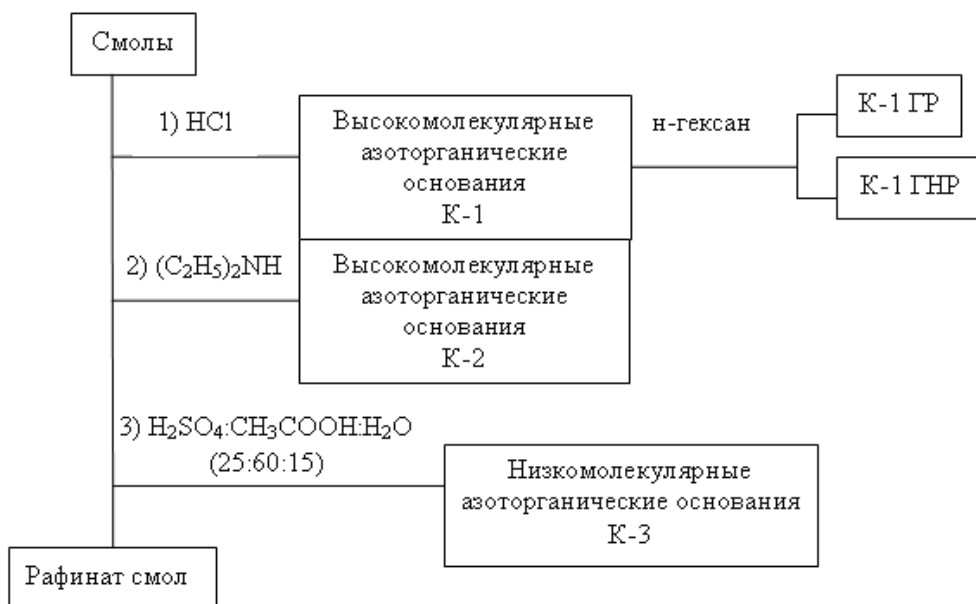 Смолы
1) HCl
Высокомолекулярные
азоторганические
основания
К-1
н-гексан
К-1 ГР
К-1 ГНР
2) (C₂H₅)₂NH
Высокомолекулярные
азоторганические
основания
К-2
3) H₂SO₄:CH₃COOH:H₂O
(25:60:15)
Низкомолекулярные
азоторганические основания
К-3
Рафинат смол